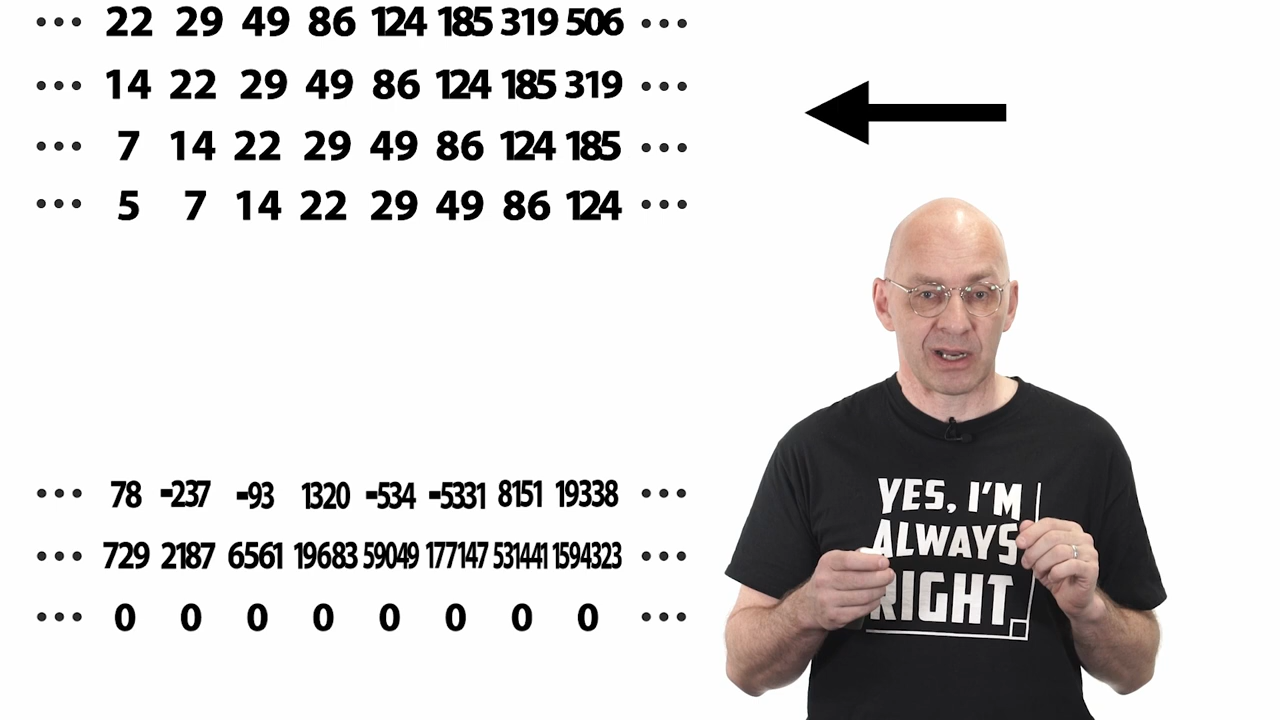 ... 22 29 49 86 124 185 319 506 ...
... 14 22 29 49 86 124 185 319 ...
... 7 14 22 29 49 86 124 185 ...
... 5 7 14 22 29 49 86 124 ...
... 78 -237 -93 1320 -534 -5331 8151 19338 ...
... 729 2187 6561 19683 59049 177147 531441 1594323 ...
... 0 0 0 0 0 0 0 0 ...
YES, I'M
ALWAYS
RIGHT